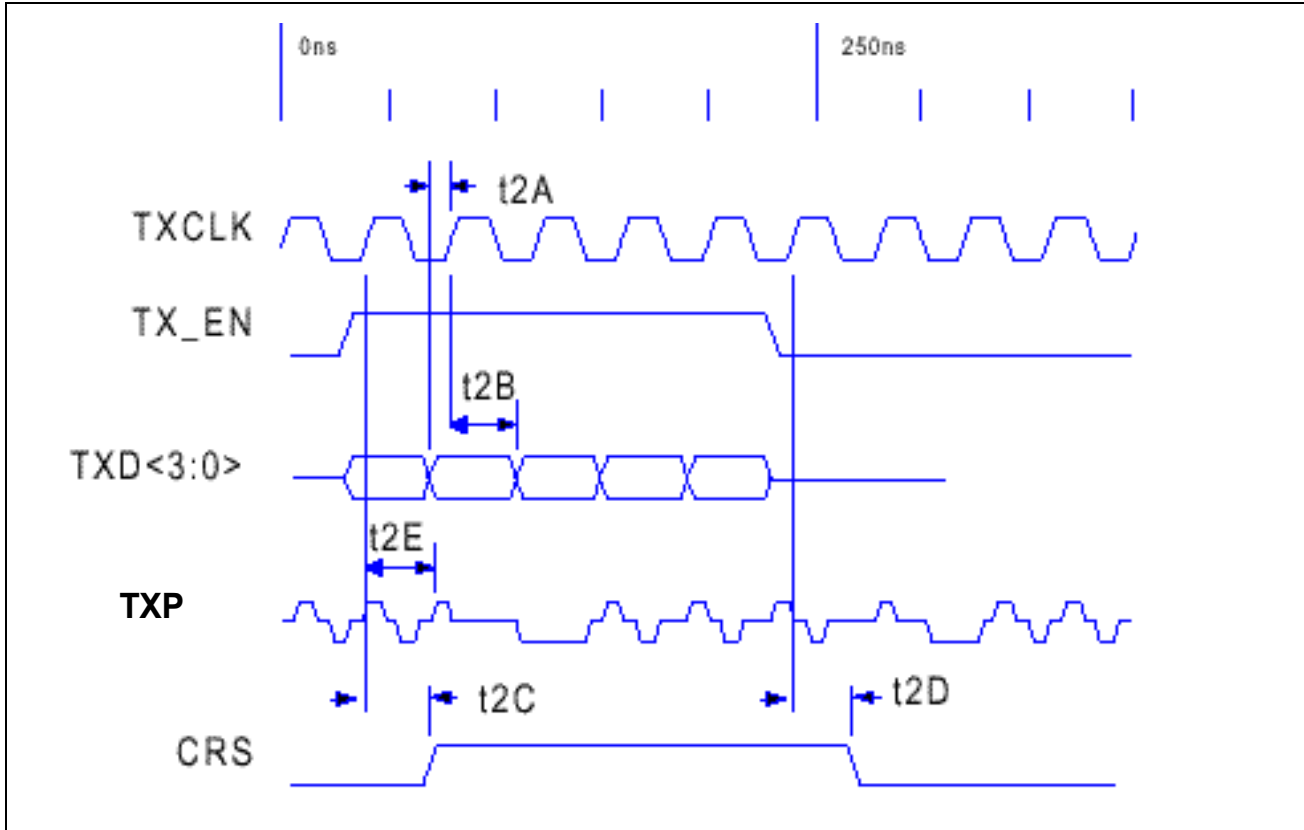 0ns 250ns
t2A
TXCLK
TX_EN
t2B
TXD<3:0>
t2E
TXP
t2C t2D
CRS